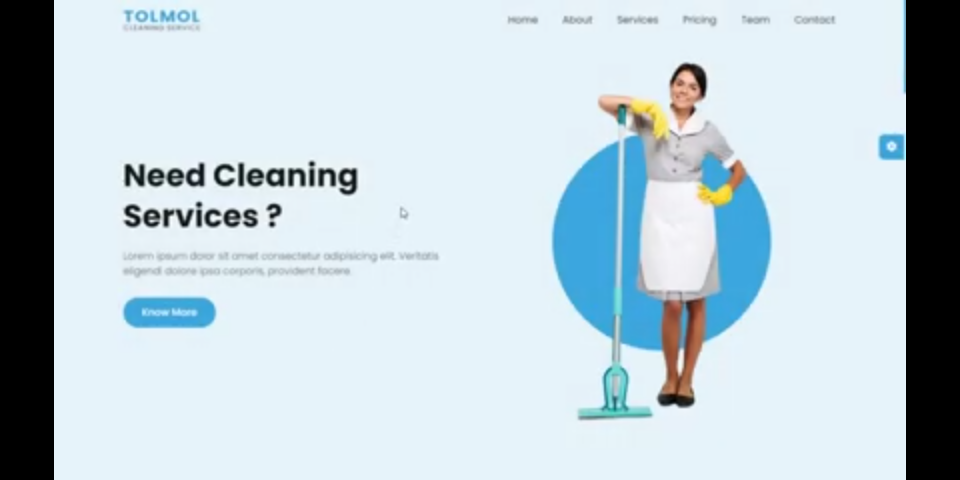 TOLMOL
CLEANING SERVICE
Home About Services Pricing Team Contact
Need Cleaning
Services ?
Lorem ipsum dolor sit amet consectetur adipisicing elit. Veritatis
eligendi dolore ipsa corporis, provident facere.
Know More